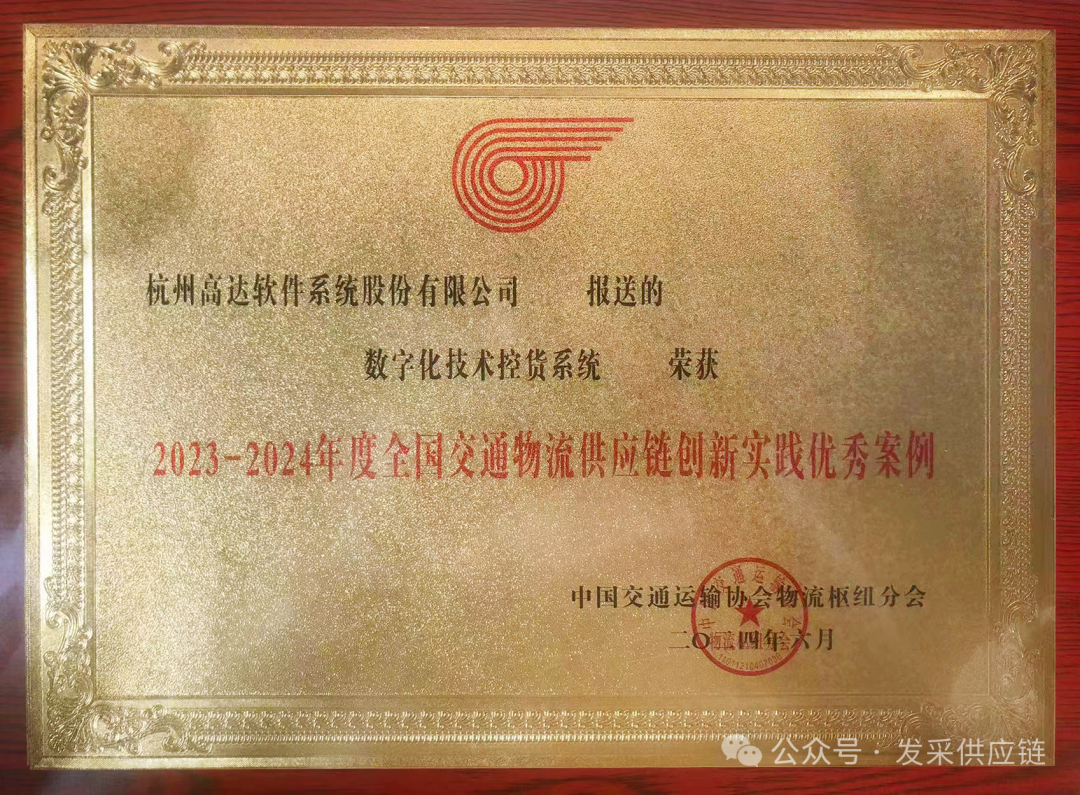 杭州高达软件系统股份有限公司 报送的
数字化技术控货系统 荣获
2023-2024年度全国交通物流供应链创新实践优秀案例
中国交通运输协会物流枢纽分会
二〇 四年六月
公众号 · 发采供应链